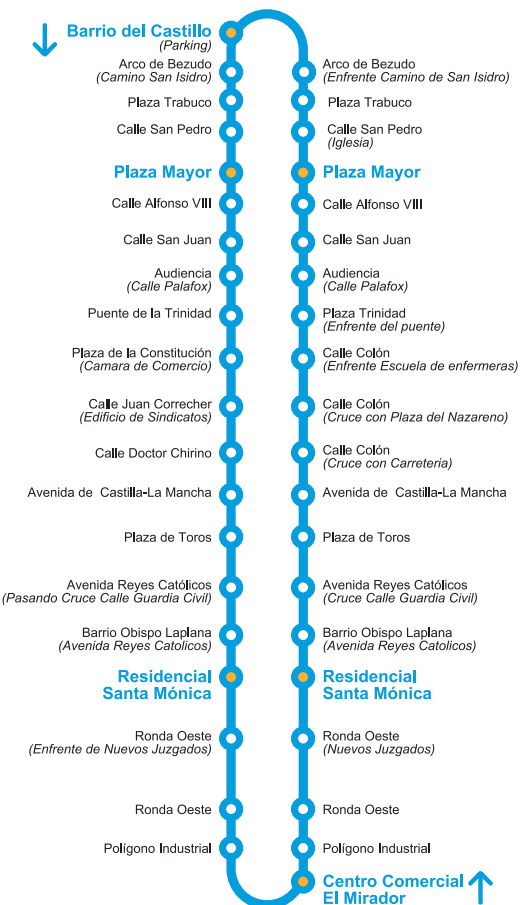 Barrio del Castillo
(Parking)
Arco de Bezudo
(Camino San Isidro)
Plaza Trabuco
Calle San Pedro
Plaza Mayor
Calle Alfonso VIII
Calle San Juan
Audiencia
(Calle Palafox)
Puente de la Trinidad
Plaza de la Constitución
(Camara de Comercio)
Calle Juan Correcher
(Edificio de Sindicatos)
Calle Doctor Chirino
Avenida de Castilla-La Mancha
Plaza de Toros
Avenida Reyes Católicos
(Pasando Cruce Calle Guardia Civil)
Barrio Obispo Laplana
(Avenida Reyes Catolicos)
Residencial
Santa Mónica
Ronda Oeste
(Enfrente de Nuevos Juzgados)
Ronda Oeste
Polígono Industrial
Arco de Bezudo
(Enfrente Camino de San Isidro)
Plaza Trabuco
Calle San Pedro
(Iglesia)
Plaza Mayor
Calle Alfonso VIII
Calle San Juan
Audiencia
(Calle Palafox)
Plaza Trinidad
(Enfrente del puente)
Calle Colón
(Enfrente Escuela de enfermeras)
Calle Colón
(Cruce con Plaza del Nazareno)
Calle Colón
(Cruce con Carreteria)
Avenida de Castilla-La Mancha
Plaza de Toros
Avenida Reyes Católicos
(Cruce Calle Guardia Civil)
Barrio Obispo Laplana
(Avenida Reyes Catolicos)
Residencial
Santa Mónica
Ronda Oeste
(Nuevos Juzgados)
Ronda Oeste
Polígono Industrial
Centro Comercial
El Mirador